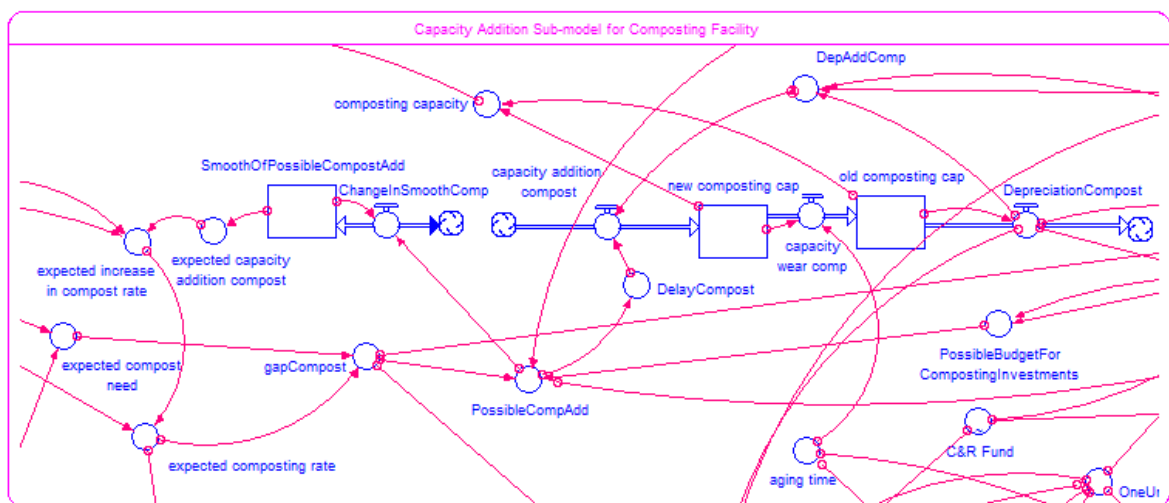 Capacity Addition Sub-model for Composting Facility
DepAddComp
composting capacity
SmoothOfPossibleCompostAdd
ChangeInSmoothComp
capacity addition
compost
new composting cap
old composting cap
DepreciationCompost
expected increase
in compost rate
expected capacity
addition compost
capacity
wear comp
DelayCompost
expected compost
need
gapCompost
PossibleCompAdd
PossibleBudgetFor
CompostingInvestments
expected composting rate
aging time
C&R Fund
OneUn